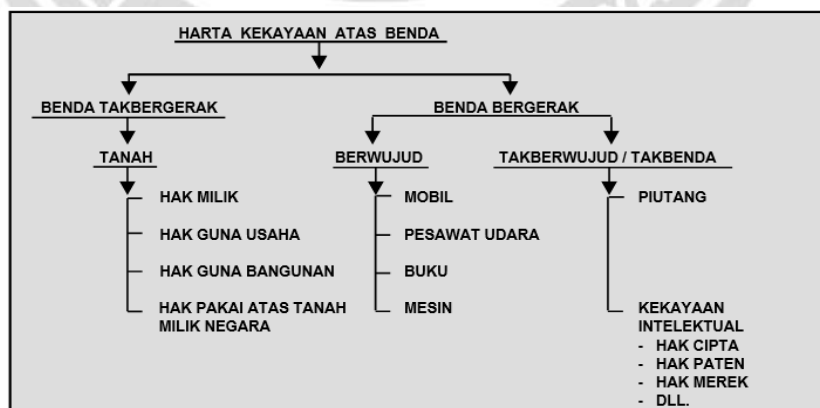 HARTA KEKAYAAN ATAS BENDA
BENDA TAKBERGERAK
BENDA BERGERAK
TANAH
BERWUJUD
TAKBERWUJUD / TAKBENDA
HAK MILIK
HAK GUNA USAHA
HAK GUNA BANGUNAN
HAK PAKAI ATAS TANAH
MILIK NEGARA
MOBIL
PESAWAT UDARA
BUKU
MESIN
PIUTANG
KEKAYAAN
INTELEKTUAL
- HAK CIPTA
- HAK PATEN
- HAK MEREK
- DLL.